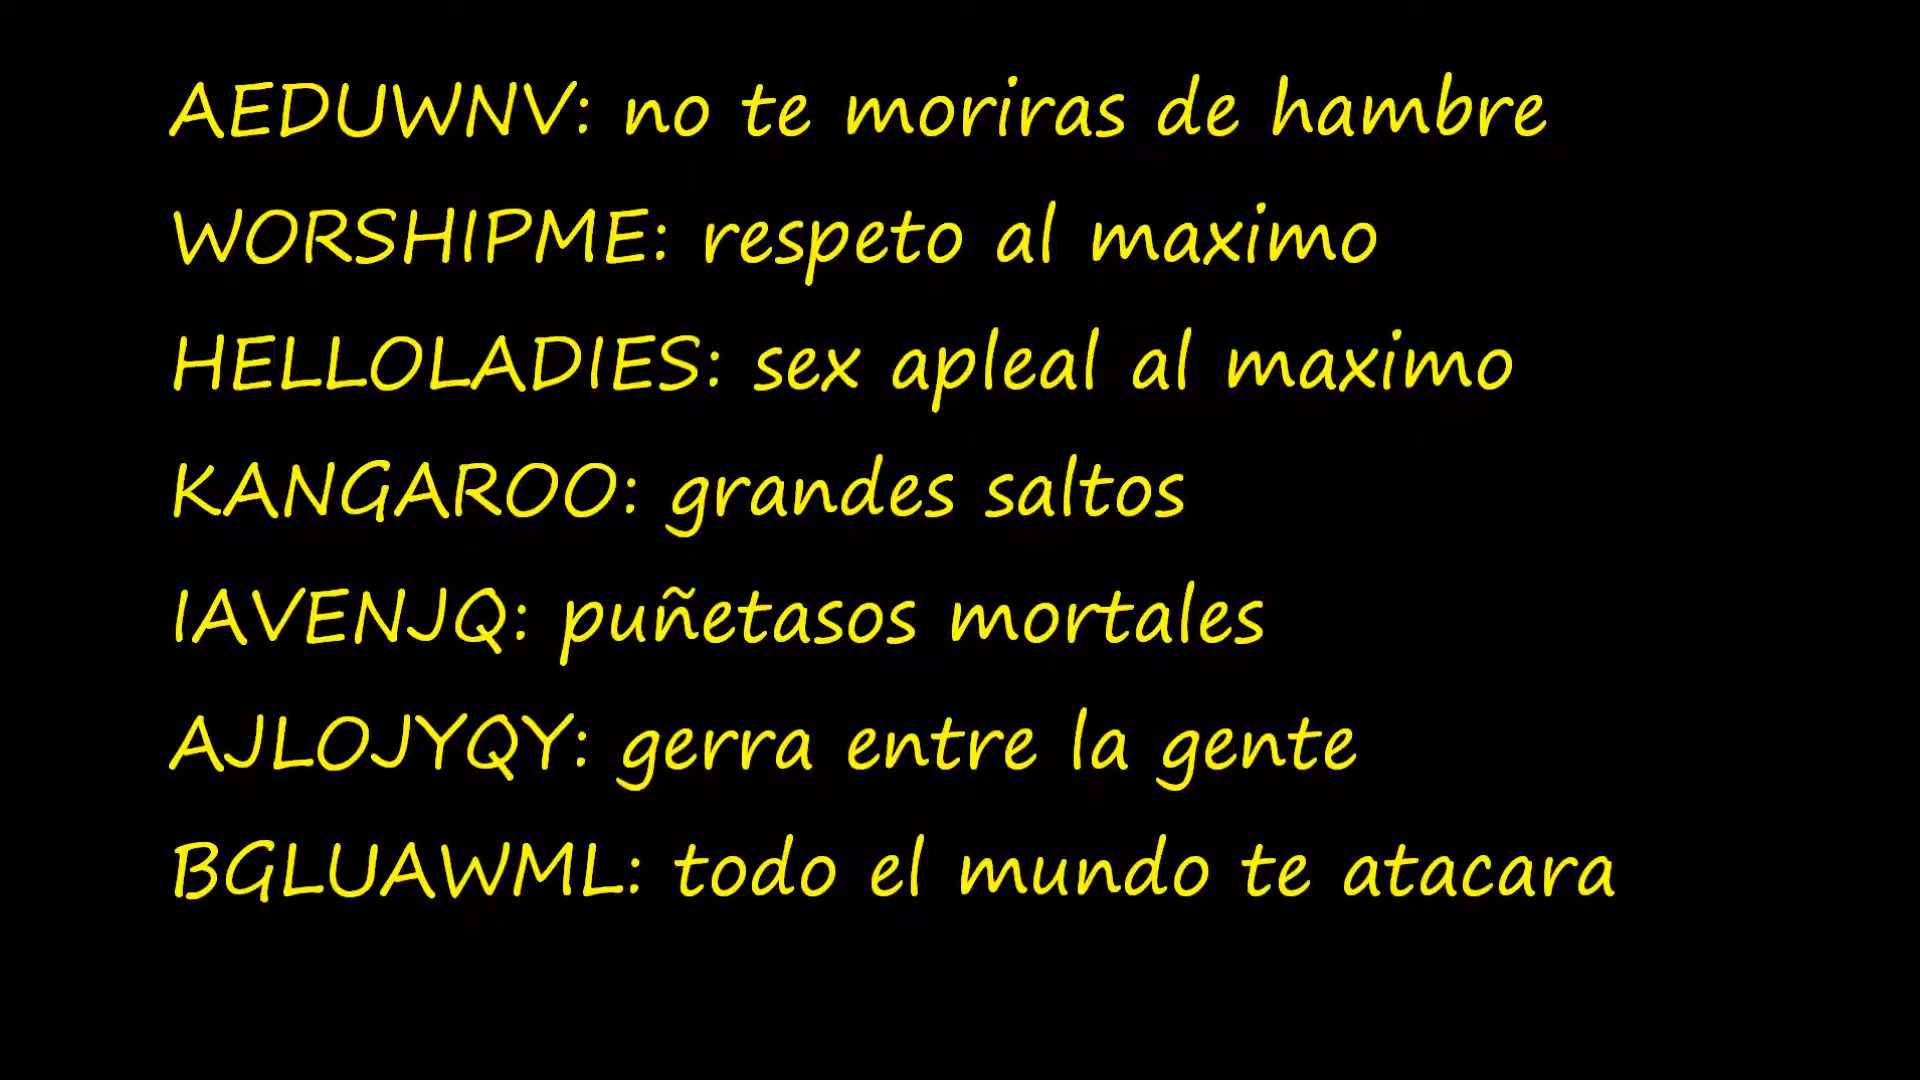 AEDUWNV: no te moriras de hambre
WORSHIPME: respeto al maximo
HELLOLADIES: sex apleal al maximo
KANGAROO: grandes saltos
IAVENJQ: puñetasos mortales
AJLOJYQY: gerra entre la gente
BGLUAWML: todo el mundo te atacara